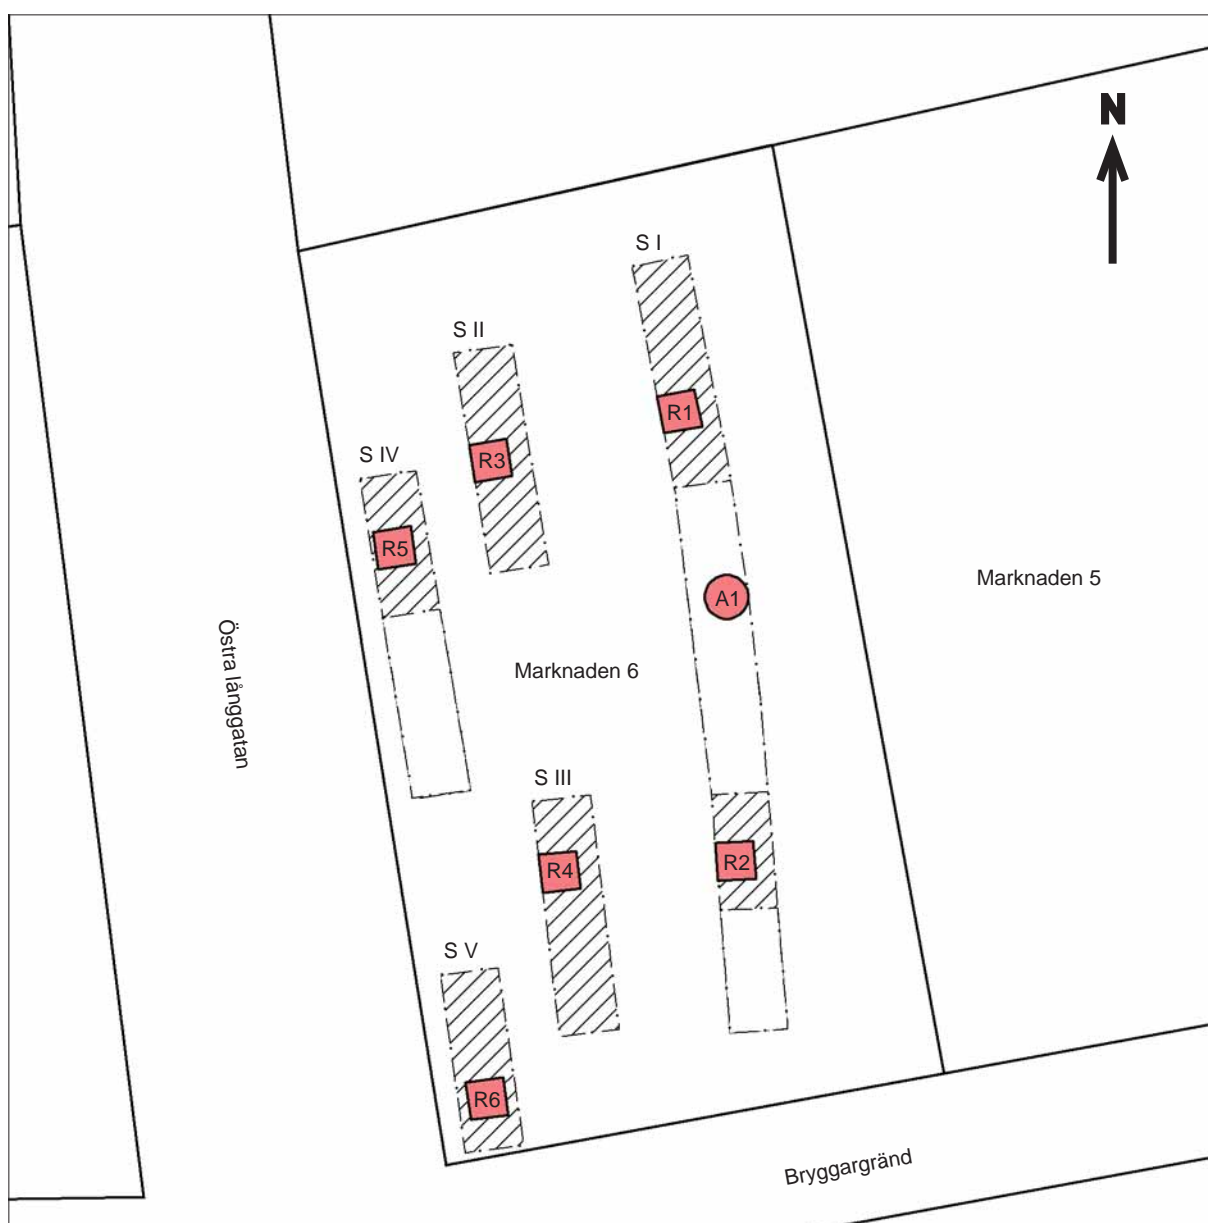 N
S I
S II
R1
S IV
R3
R5
Marknaden 5
A1
Östra långgatan
Marknaden 6
S III
R4
R2
S V
R6
Bryggargränd